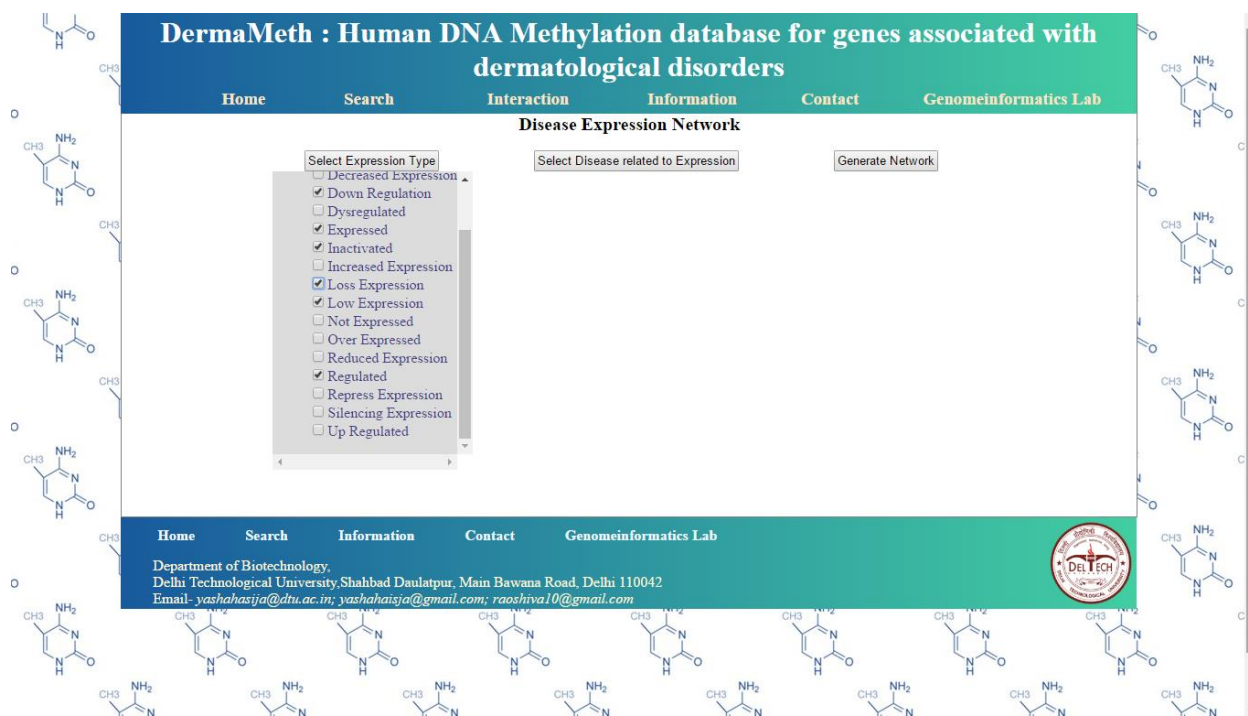 DermaMeth : Human DNA Methylation database for genes associated with
dermatological disorders
Home Search Interaction Information Contact Genomeinformatics Lab
Disease Expression Network
Select Expression Type Select Disease related to Expression Generate Network
Decreased Expression
Down Regulation
Dysregulated
Expressed
Inactivated
Increased Expression
Loss Expression
Low Expression
Not Expressed
Over Expressed
Reduced Expression
Regulated
Repress Expression
Silencing Expression
Up Regulated
Home Search Information Contact Genomeinformatics Lab
Department of Biotechnology,
Delhi Technological University,Shahbad Daulatpur, Main Bawana Road, Delhi 110042
Email- yashahasija@dtu.ac.in; yashahaisja@gmail.com; raoshiva10@gmail.com
DELTECH